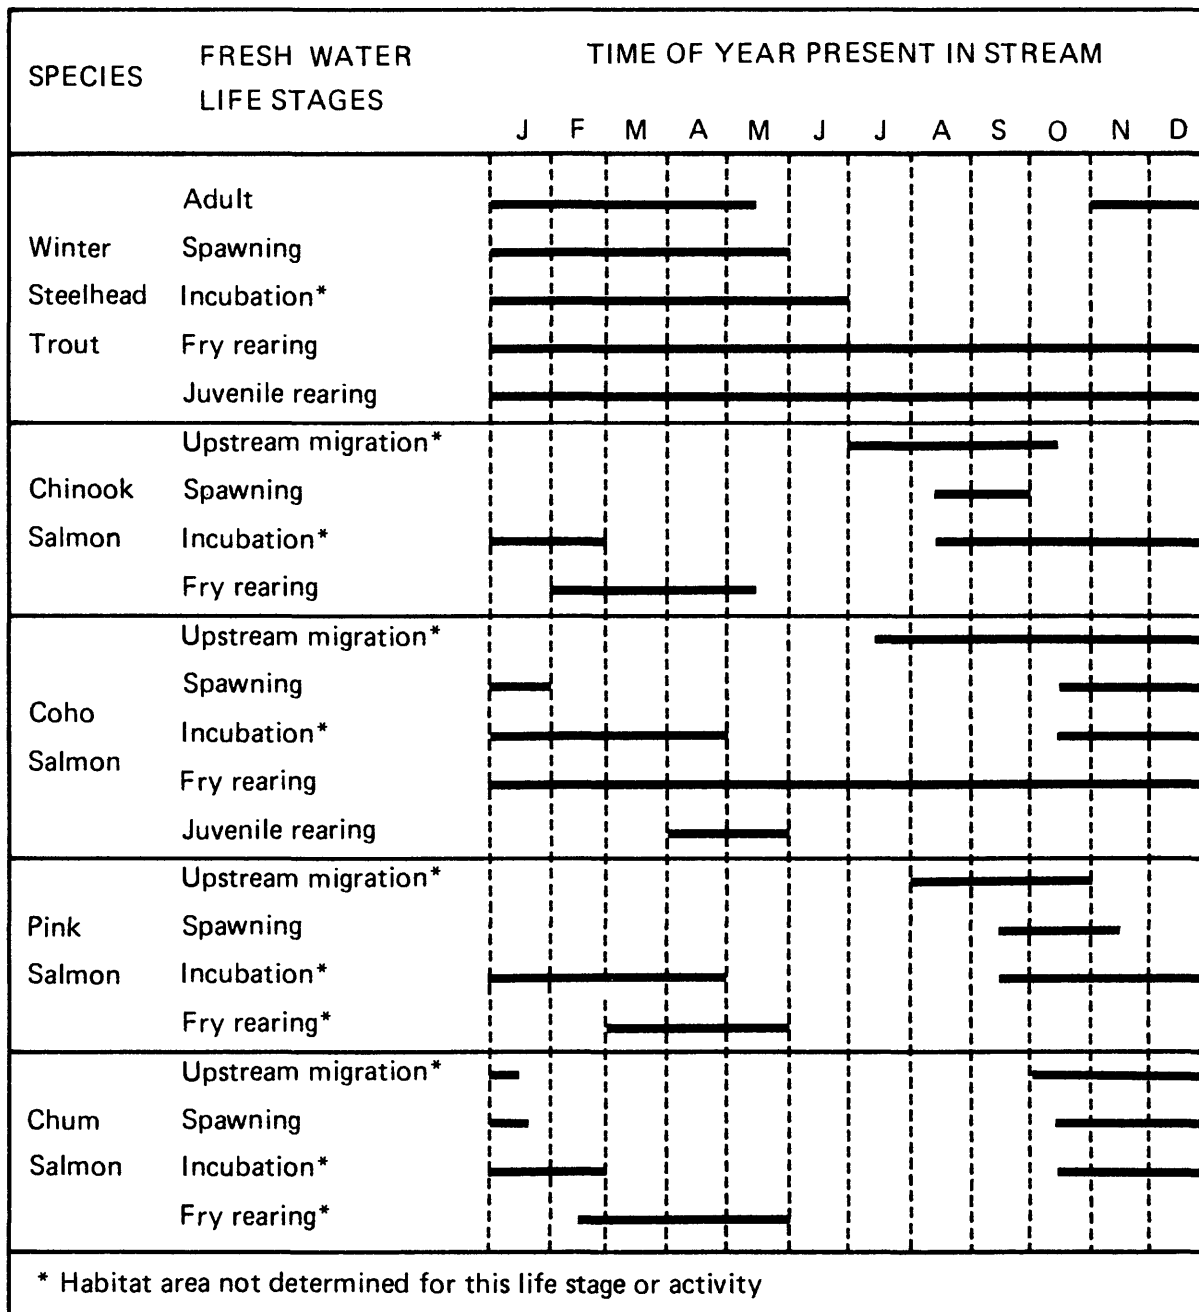 SPECIES FRESH WATER LIFE STAGES TIME OF YEAR PRESENT IN STREAM
J F M A M J J A S O N D
Adult
Winter Spawning
Steelhead Incubation*
Trout Fry rearing
Juvenile rearing
Upstream migration*
Chinook Spawning
Salmon Incubation*
Fry rearing
Upstream migration*
Spawning
Coho
Incubation*
Salmon
Fry rearing
Juvenile rearing
Upstream migration*
Pink Spawning
Salmon Incubation*
Fry rearing*
Upstream migration*
Chum Spawning
Salmon Incubation*
Fry rearing*
* Habitat area not determined for this life stage or activity